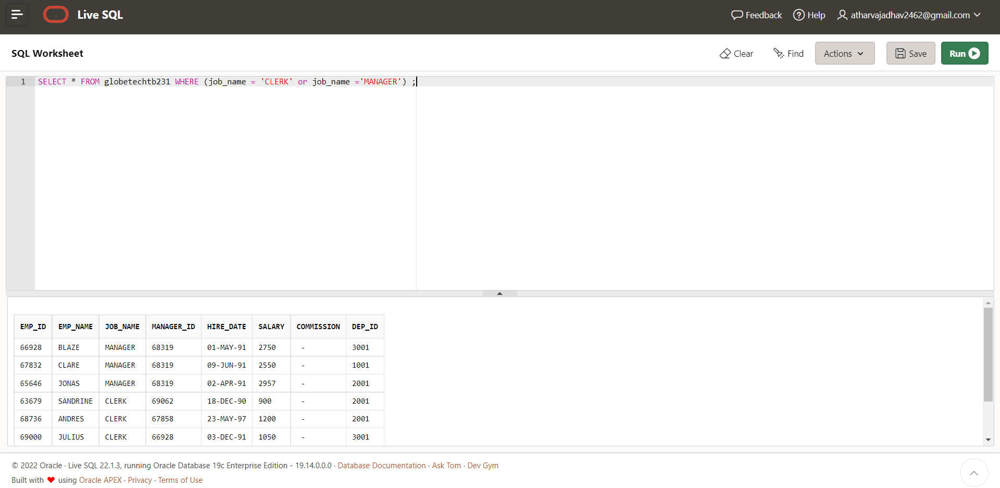 Live SQL
Feedback Help atharvajadhav2462@gmail.com
SQL Worksheet
Clear Find Actions Save Run
1 SELECT * FROM globetechtb231 WHERE (job_name = 'CLERK' or job_name ='MANAGER') ;
EMP_ID EMP_NAME JOB_NAME MANAGER_ID HIRE_DATE SALARY COMMISSION DEP_ID
66928 BLAZE MANAGER 68319 01-MAY-91 2750 - 3001
67832 CLARE MANAGER 68319 09-JUN-91 2550 - 1001
65646 JONAS MANAGER 68319 02-APR-91 2957 - 2001
63679 SANDRINE CLERK 69062 18-DEC-90 900 - 2001
68736 ANDRES CLERK 67858 23-MAY-97 1200 - 2001
69000 JULIUS CLERK 66928 03-DEC-91 1050 - 3001
© 2022 Oracle · Live SQL 22.1.3, running Oracle Database 19c Enterprise Edition - 19.14.0.0.0 · Database Documentation · Ask Tom · Dev Gym
Built with ♥ using Oracle APEX · Privacy · Terms of Use